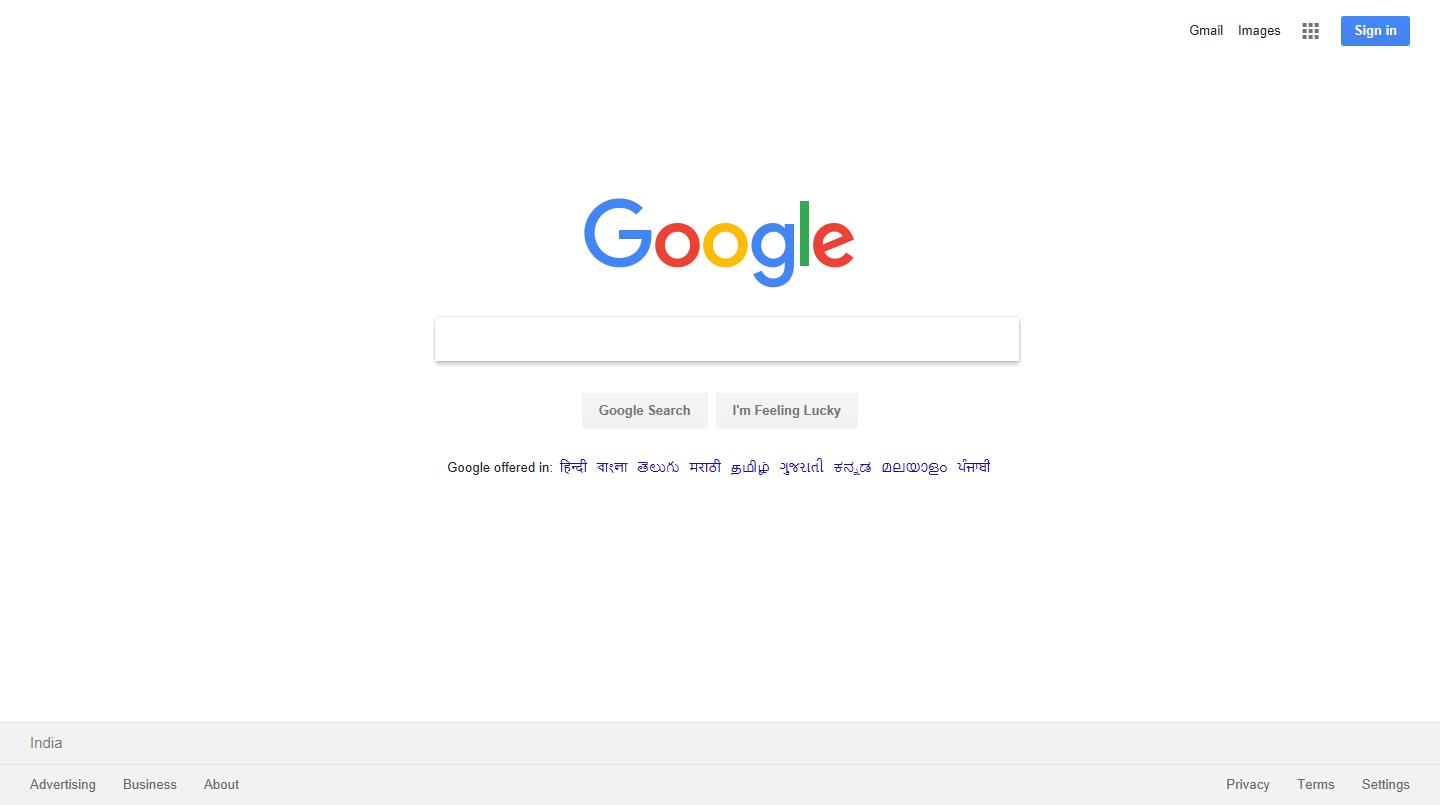 Gmail Images Sign in
Google
Google Search I'm Feeling Lucky
Google offered in: हिन्दी বাংলা తెలుగు मराठी தமிழ் ગુજરાતી ಕನ್ನಡ മലയാളം ਪੰਜਾਬੀ
India
Advertising Business About Privacy Terms Settings